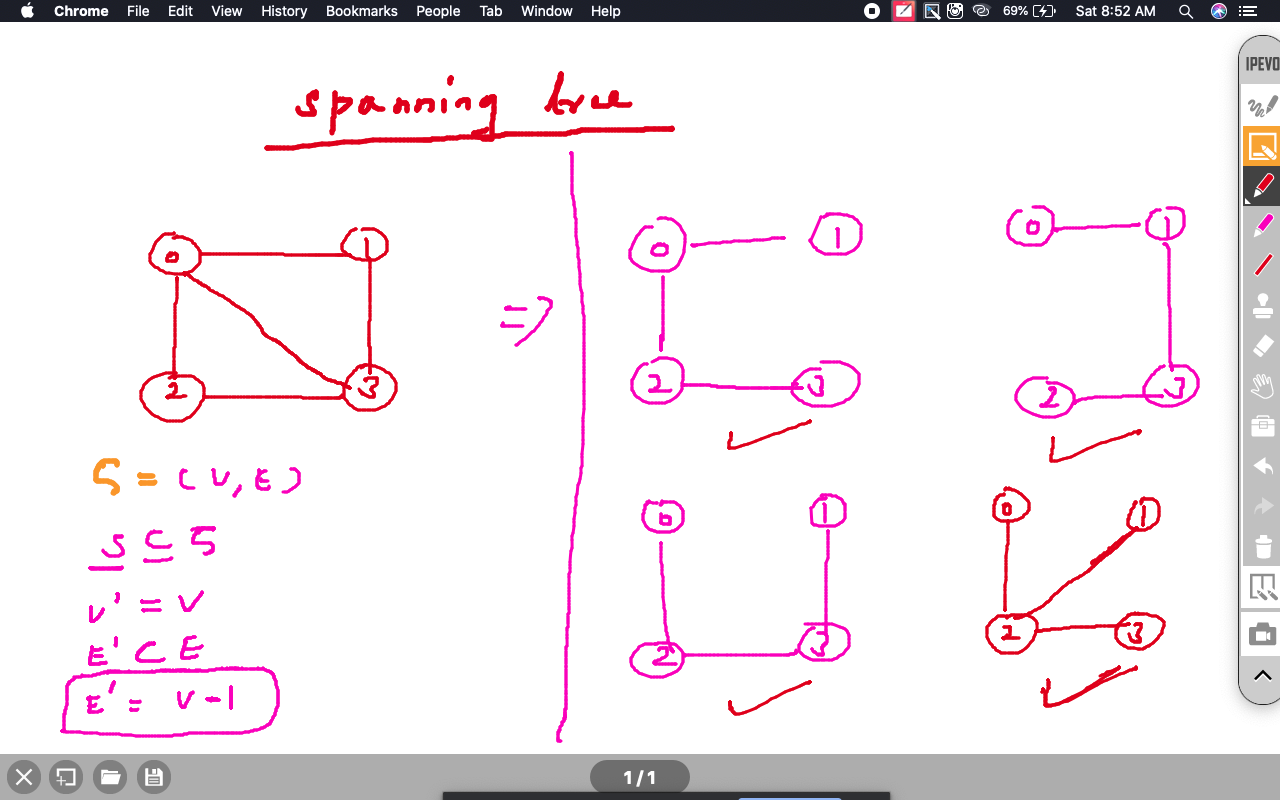 Chrome File Edit View History Bookmarks People Tab Window Help 69% Sat 8:52 AM
IPEVO
spanning tree
0 1
2 3
=>
0 1
2 3
0 1
2 3
G = (V, E)
S ⊆ G
V' = V
E' ⊂ E
E' = V-1
0 1
2 3
0 1
2 3
1/1